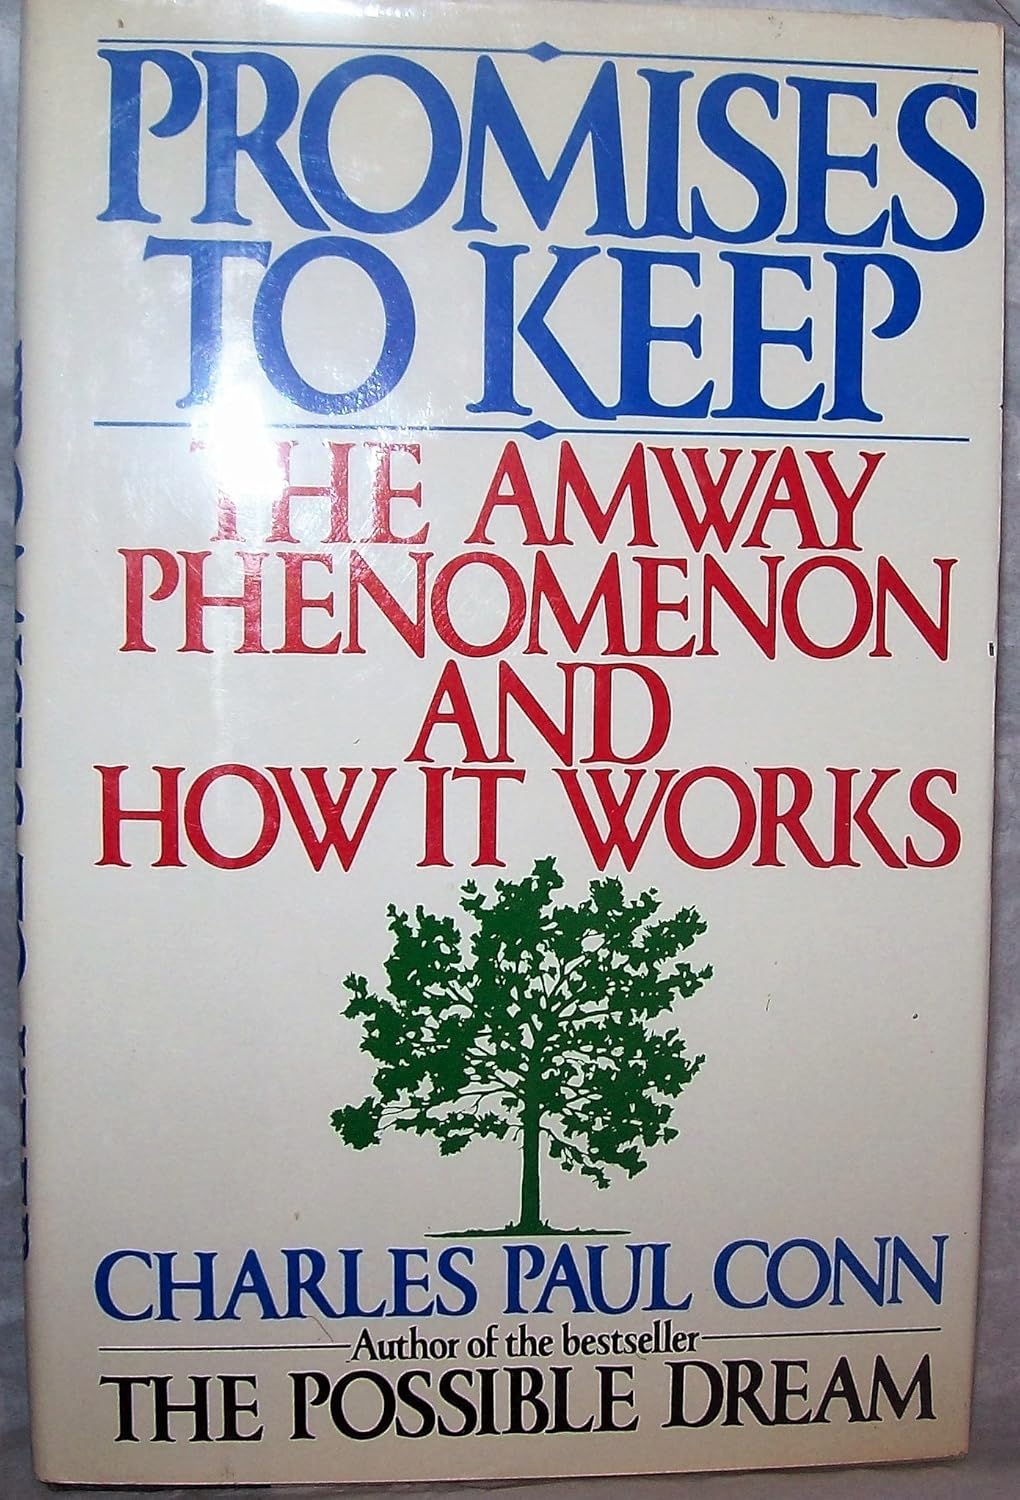 PROMISES
TO KEEP
THE AMWAY
PHENOMENON
AND
HOW IT WORKS
CHARLES PAUL CONN
Author of the bestseller
THE POSSIBLE DREAM